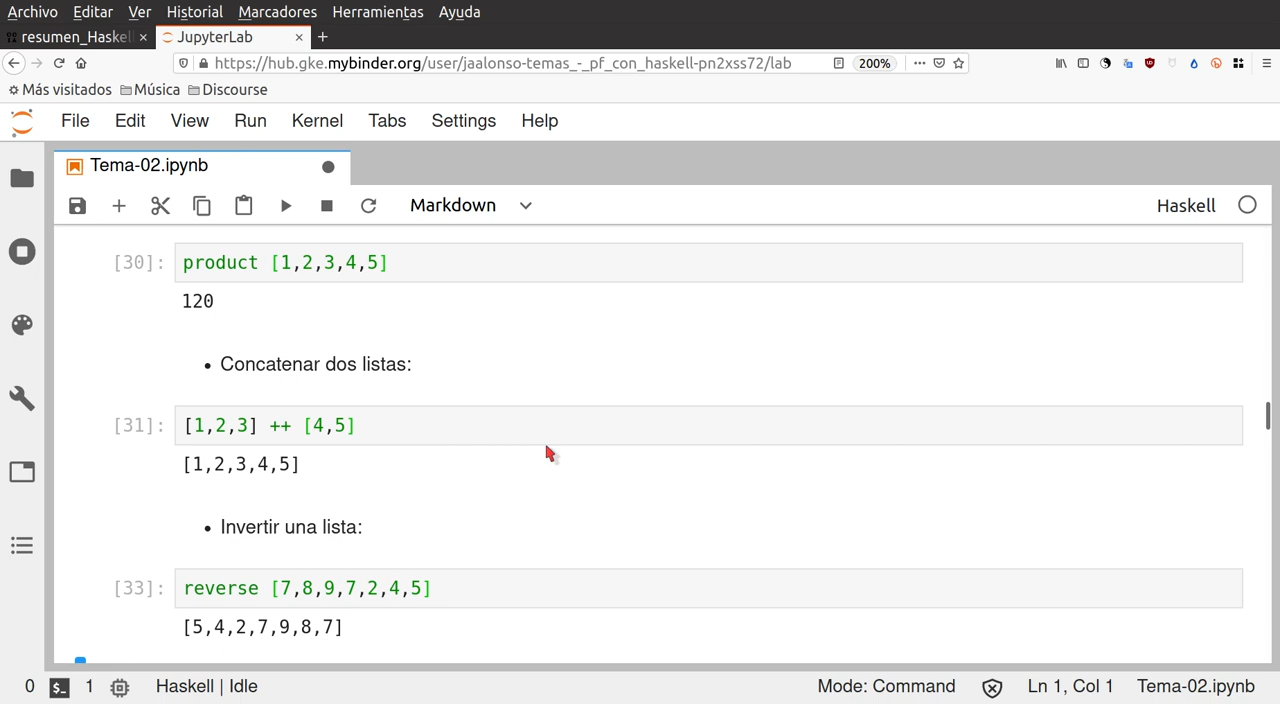 Archivo Editar Ver Historial Marcadores Herramientas Ayuda
resumen_Haskell × JupyterLab × +
https://hub.gke.mybinder.org/user/jaalonso-temas_-_pf_con_haskell-pn2xss72/lab 200%
Más visitados Música Discourse
File Edit View Run Kernel Tabs Settings Help
Tema-02.ipynb
Markdown Haskell
[30]: product [1,2,3,4,5]
120
• Concatenar dos listas:
[31]: [1,2,3] ++ [4,5]
[1,2,3,4,5]
• Invertir una lista:
[33]: reverse [7,8,9,7,2,4,5]
[5,4,2,7,9,8,7]
0 $_ 1 Haskell | Idle Mode: Command Ln 1, Col 1 Tema-02.ipynb